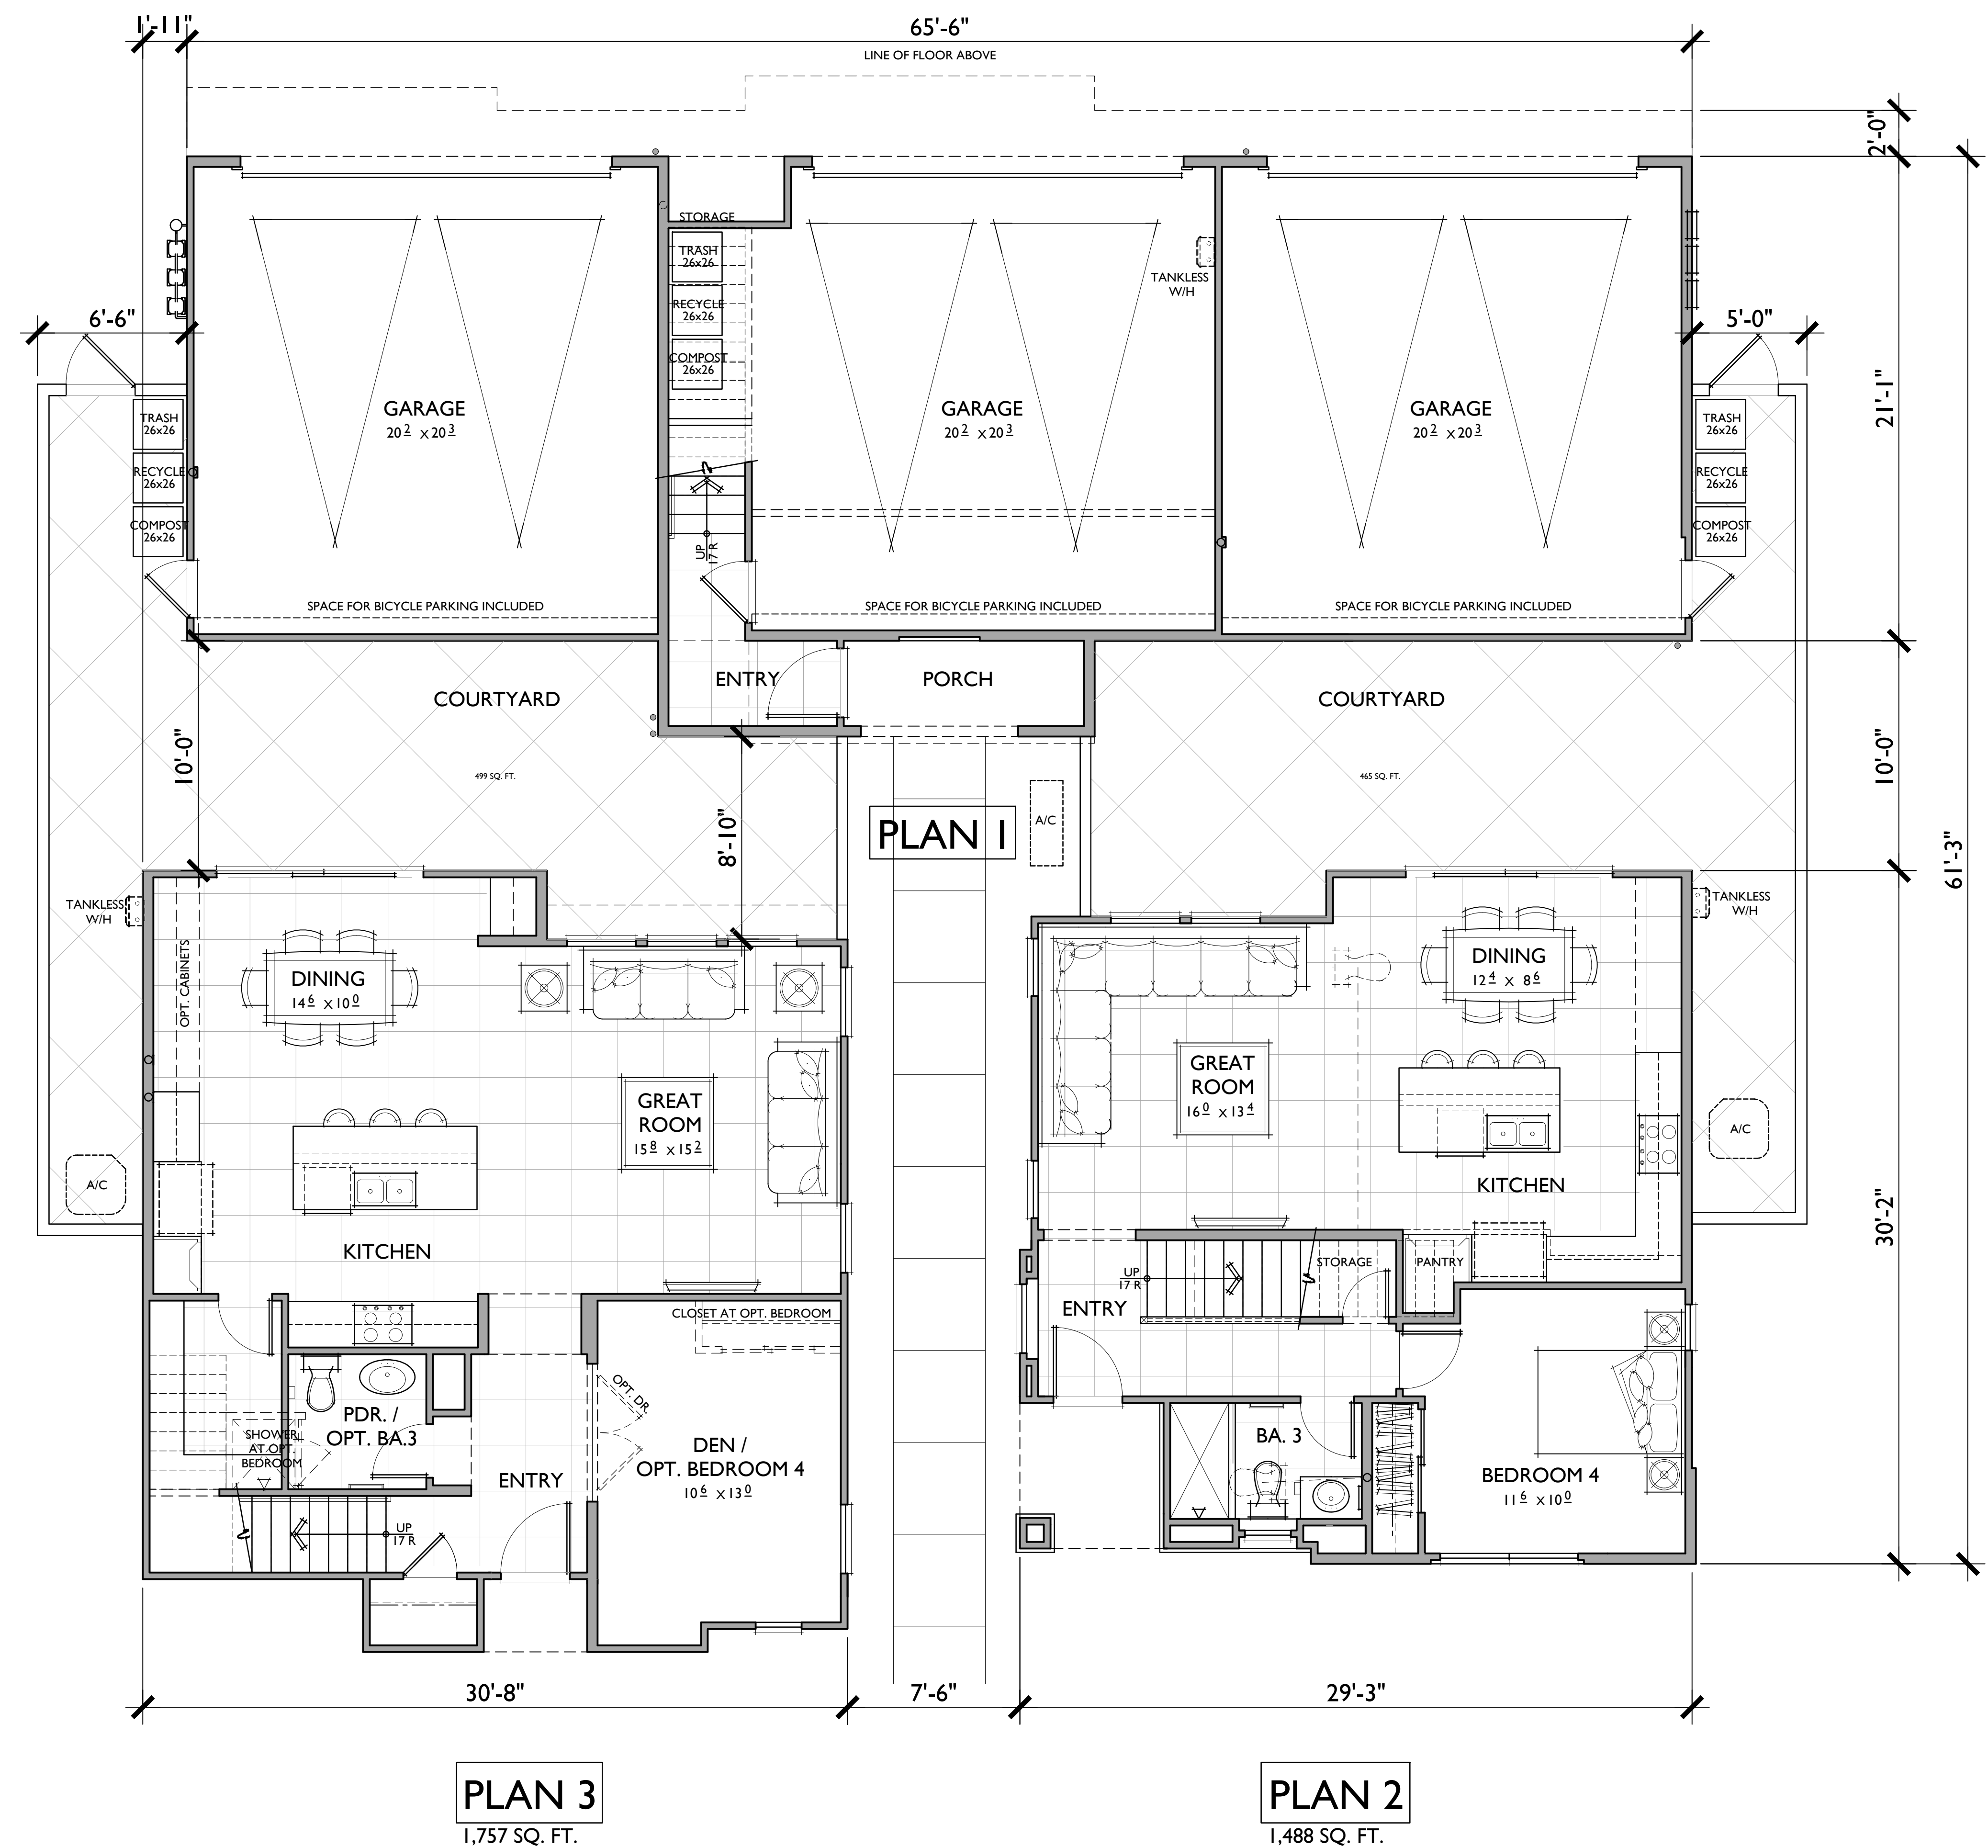 1'-11"
65'-6"
LINE OF FLOOR ABOVE
2'-0"
STORAGE
TRASH
26x26
RECYCLE
26x26
COMPOST
26x26
TANKLESS
W/H
6'-6"
5'-0"
21'-1"
GARAGE
20 2 x 20 3
GARAGE
20 2 x 20 3
GARAGE
20 2 x 20 3
TRASH
26x26
RECYCLE
26x26
COMPOST
26x26
TRASH
26x26
RECYCLE
26x26
COMPOST
26x26
UP
17 R
SPACE FOR BICYCLE PARKING INCLUDED
SPACE FOR BICYCLE PARKING INCLUDED
SPACE FOR BICYCLE PARKING INCLUDED
COURTYARD
ENTRY
PORCH
COURTYARD
10'-0"
499 SQ. FT.
465 SQ. FT.
10'-0"
8'-10"
PLAN 1
A/C
61'-3"
TANKLESS
W/H
TANKLESS
W/H
OPT. CABINETS
DINING
14 6 x 10 0
DINING
12 4 x 8 6
GREAT
ROOM
15 8 x 15 2
GREAT
ROOM
16 0 x 13 4
A/C
A/C
KITCHEN
KITCHEN
30'-2"
UP
17 R
STORAGE
PANTRY
ENTRY
CLOSET AT OPT. BEDROOM
OPT. DR.
PDR. /
OPT. BA.3
SHOWER
AT OPT.
BEDROOM
DEN /
OPT. BEDROOM 4
10 6 x 13 0
ENTRY
BA. 3
BEDROOM 4
11 6 x 10 0
UP
17 R
30'-8"
7'-6"
29'-3"
PLAN 3
1,757 SQ. FT.
PLAN 2
1,488 SQ. FT.